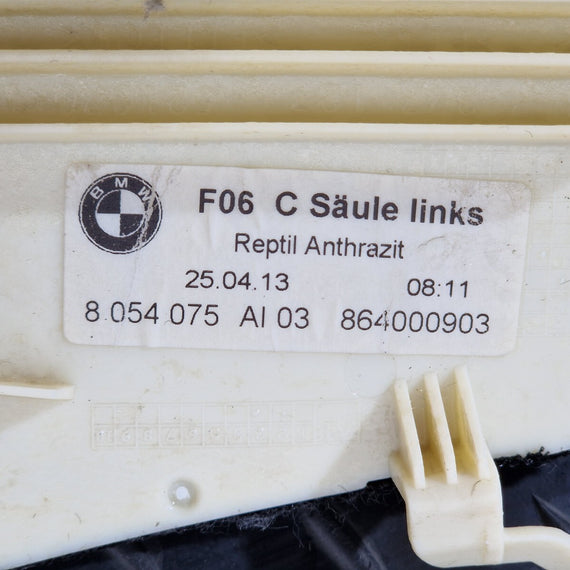 BMW
F06 C Säule links
Reptil Anthrazit
25.04.13 08:11
8 054 075 AI 03 864000903